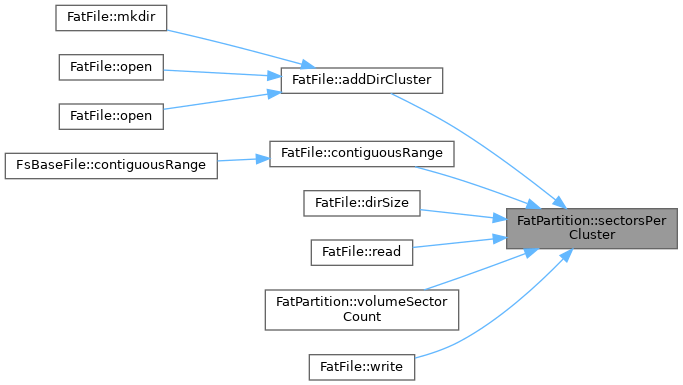 FatFile::mkdir
FatFile::open
FatFile::open
FatFile::addDirCluster
FsBaseFile::contiguousRange
FatFile::contiguousRange
FatFile::dirSize
FatFile::read
FatPartition::volumeSector
Count
FatFile::write
FatPartition::sectorsPer
Cluster